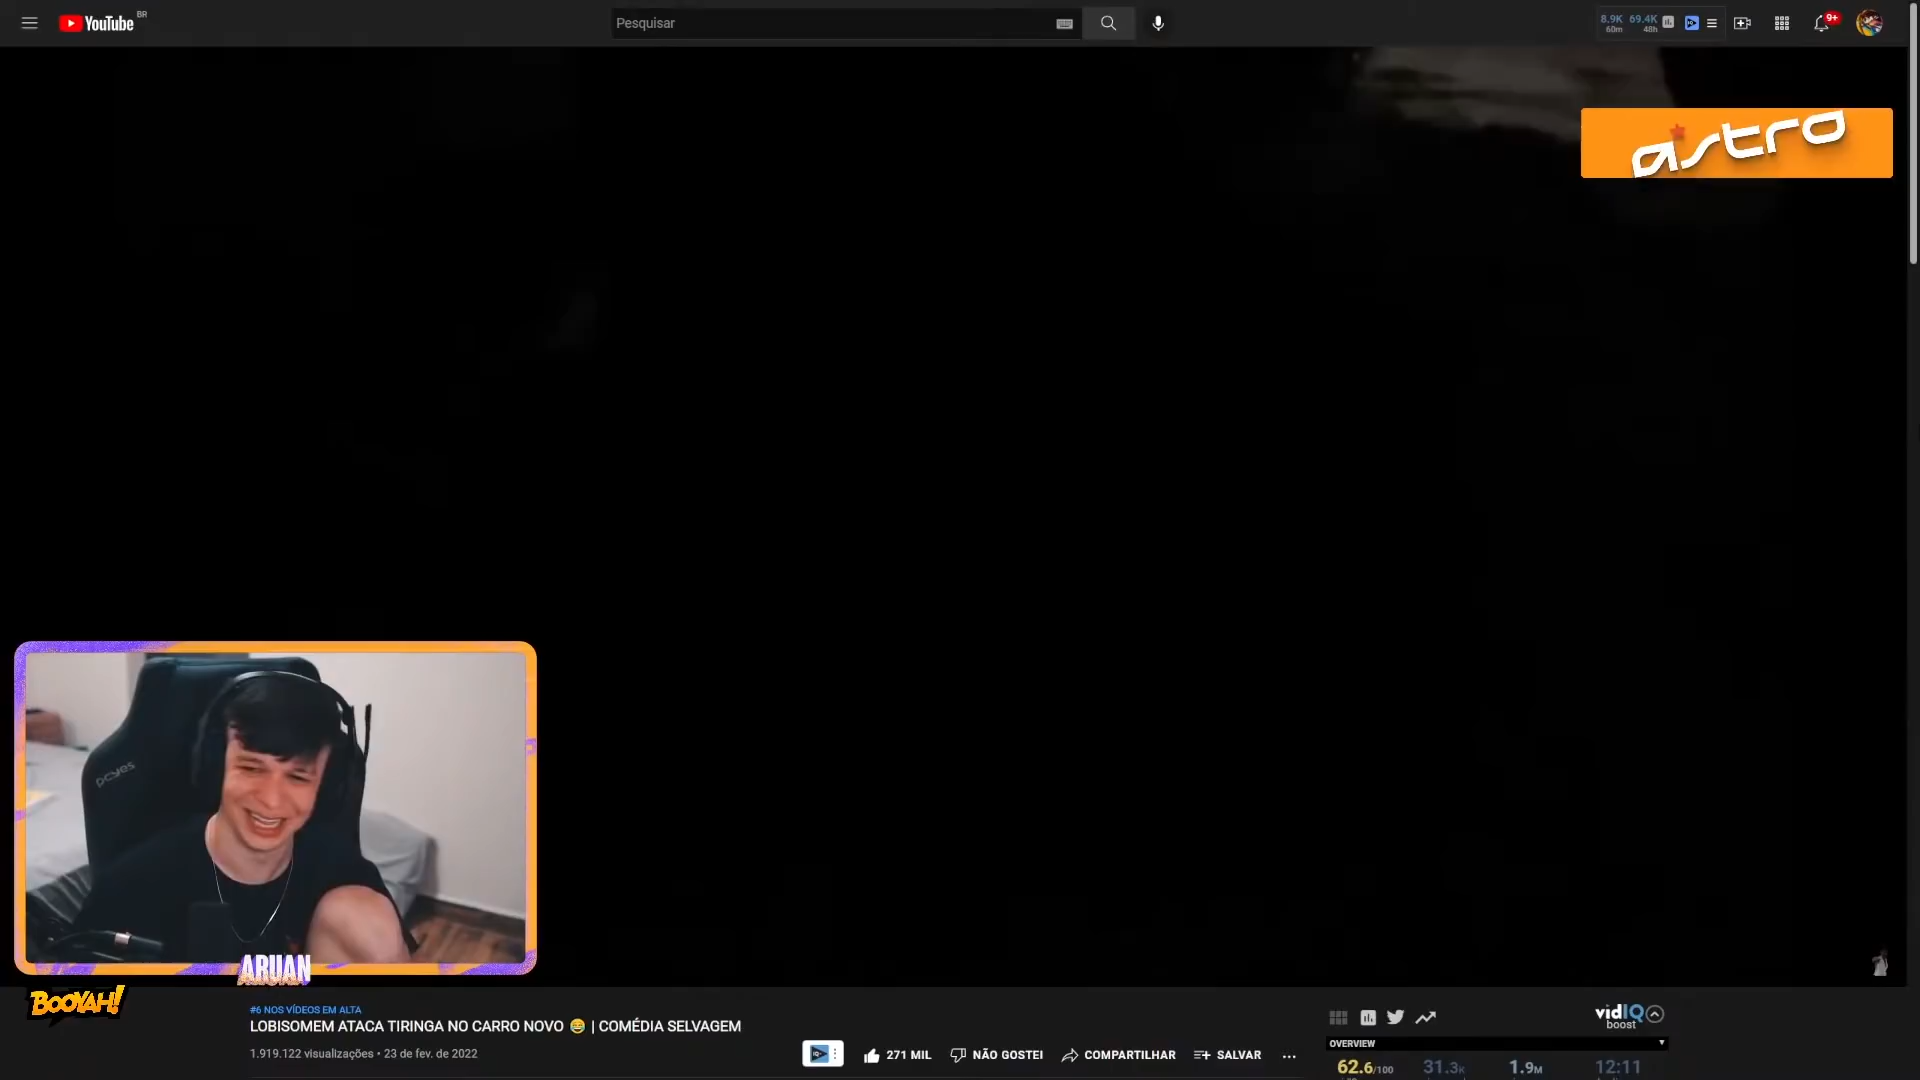 YouTube BR
Pesquisar
8.9K 69.4K
60m 48h
9+
astro
pcyes
ARUAN
BOOYAH!
#6 NOS VÍDEOS EM ALTA
LOBISOMEM ATACA TIRINGA NO CARRO NOVO 😂 | COMÉDIA SELVAGEM
1.919.122 visualizações • 23 de fev. de 2022
271 MIL
NÃO GOSTEI
COMPARTILHAR
SALVAR
vidIQ
boost
OVERVIEW
62.6/100 31.3K 1.9M 12:11